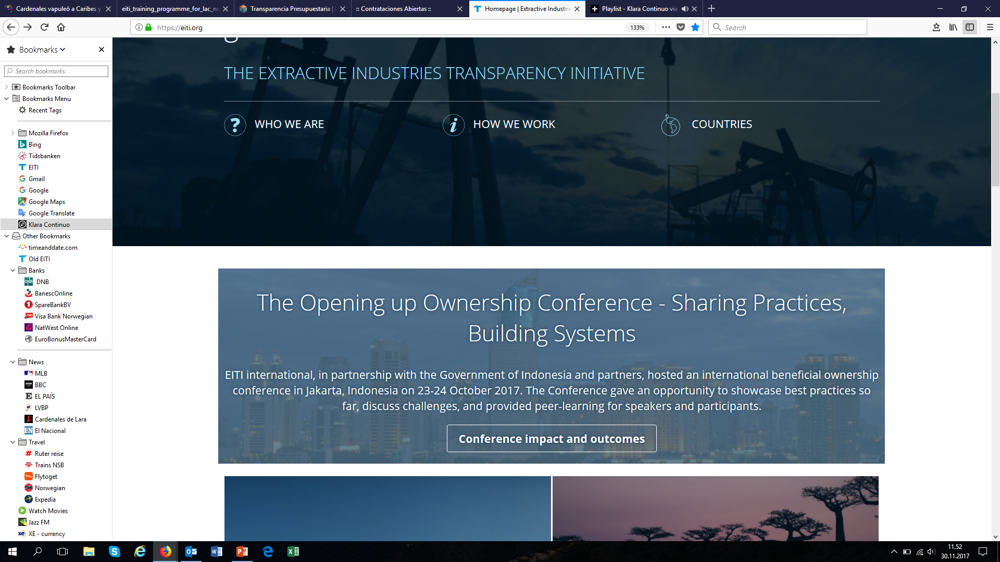 Cardenales vapuleó a Caribes y
eiti_training_programme_for_lac_no
Transparencia Presupuestaria |
:: Contrataciones Abiertas ::
Homepage | Extractive Industrie
Playlist - Klara Continuo via
https://eiti.org
133%
Search
Bookmarks
Search bookmarks
Bookmarks Toolbar
Bookmarks Menu
Recent Tags
Mozilla Firefox
Bing
Tidsbanken
EITI
Gmail
Google
Google Maps
Google Translate
Klara Continuo
Other Bookmarks
timeanddate.com
Old EITI
Banks
DNB
BanescOnline
SpareBankBV
Visa Bank Norwegian
NatWest Online
EuroBonusMasterCard
News
MLB
BBC
EL PAÍS
LVBP
Cardenales de Lara
El Nacional
Travel
Ruter reise
Trains NSB
Flytoget
Norwegian
Expedia
Watch Movies
Jazz FM
XE - currency
THE EXTRACTIVE INDUSTRIES TRANSPARENCY INITIATIVE
WHO WE ARE
HOW WE WORK
COUNTRIES
The Opening up Ownership Conference - Sharing Practices,
Building Systems
EITI international, in partnership with the Government of Indonesia and partners, hosted an international beneficial ownership
conference in Jakarta, Indonesia on 23-24 October 2017. The Conference gave an opportunity to showcase best practices so
far, discuss challenges, and provided peer-learning for speakers and participants.
Conference impact and outcomes
11.52
30.11.2017